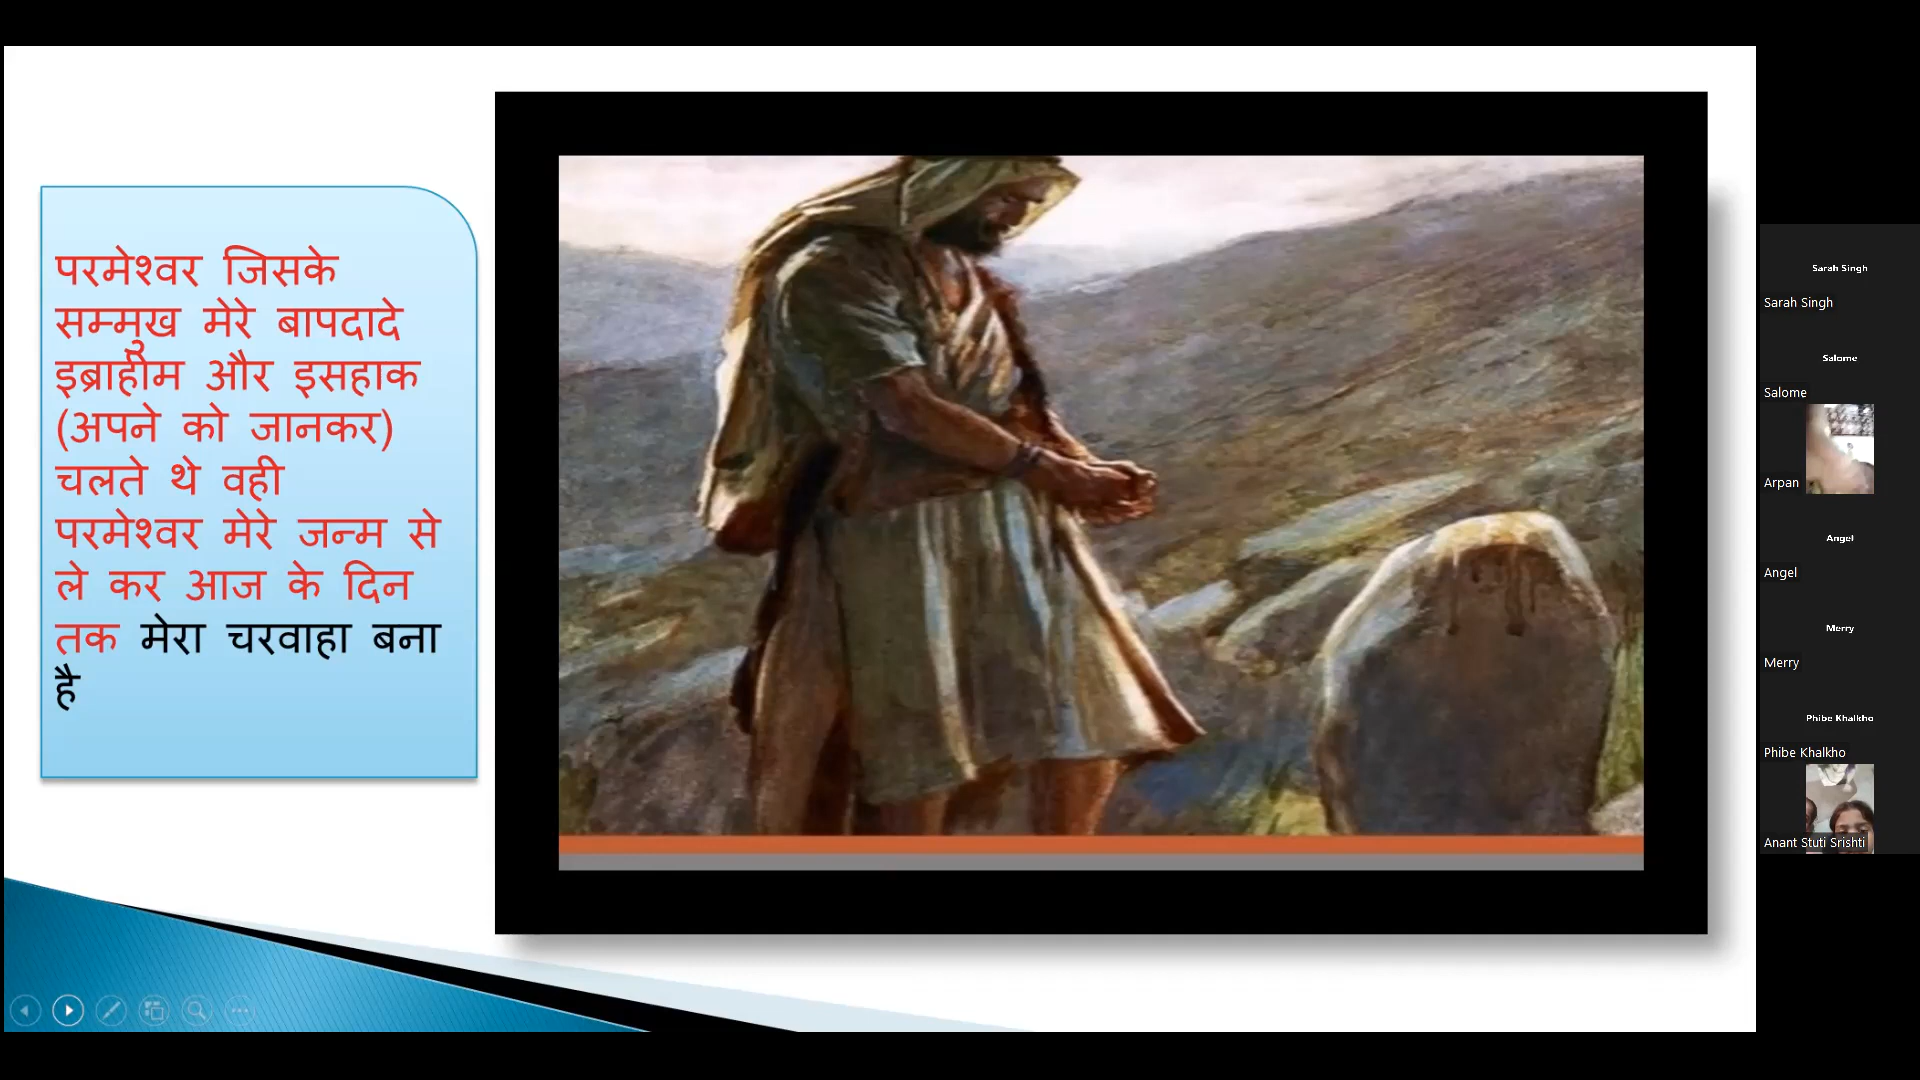 परमेश्वर जिसके
सम्मुख मेरे बापदादे
इब्राहीम और इसहाक
(अपने को जानकर)
चलते थे वही
परमेश्वर मेरे जन्म से
ले कर आज के दिन
तक मेरा चरवाहा बना
है
Sarah Singh
Sarah Singh
Salome
Salome
Arpan
Angel
Angel
Merry
Merry
Phibe Khalkho
Phibe Khalkho
Anant Stuti Srishti